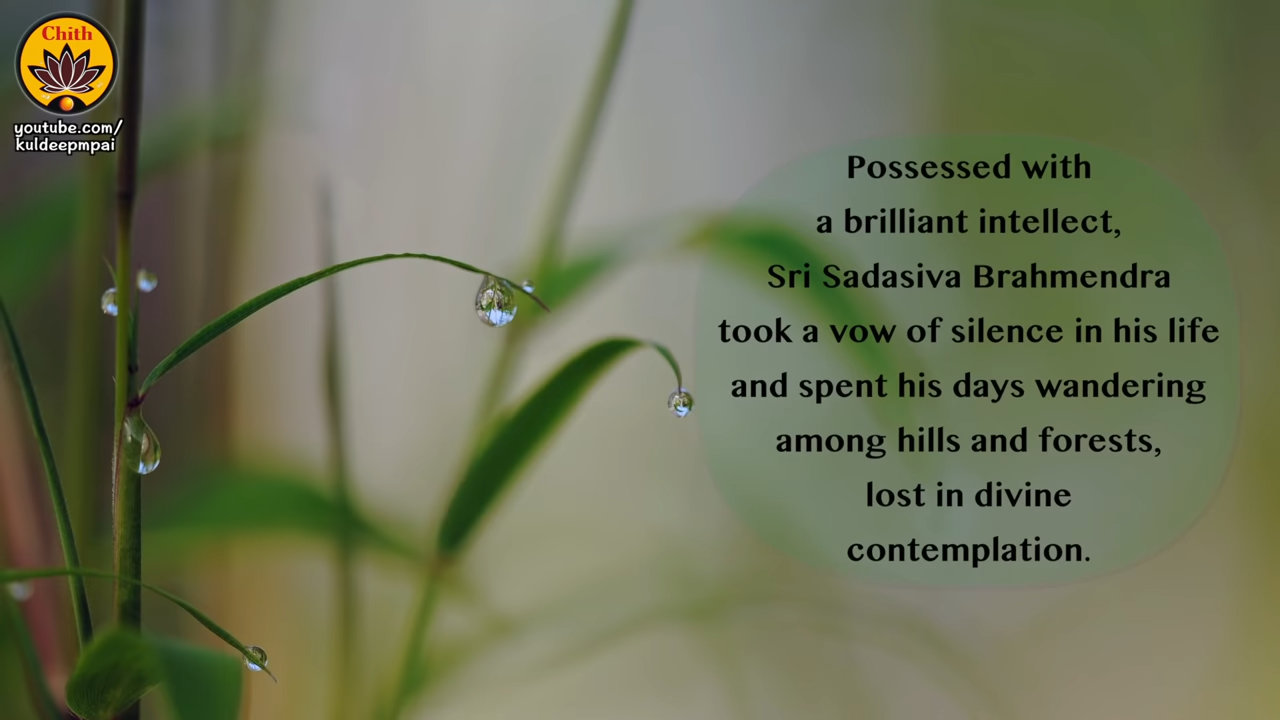 Chith
youtube.com/
kuldeepmpai
Possessed with
a brilliant intellect,
Sri Sadasiva Brahmendra
took a vow of silence in his life
and spent his days wandering
among hills and forests,
lost in divine
contemplation.